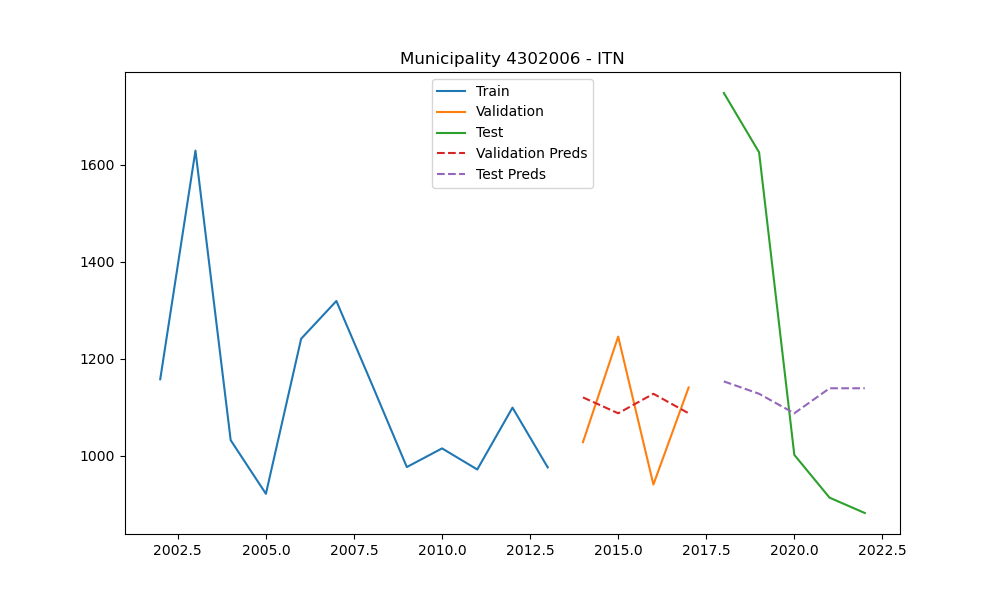 Municipality 4302006 - ITN
Train
Validation
Test
Validation Preds
Test Preds
1600
1400
1200
1000
2002.5 2005.0 2007.5 2010.0 2012.5 2015.0 2017.5 2020.0 2022.5